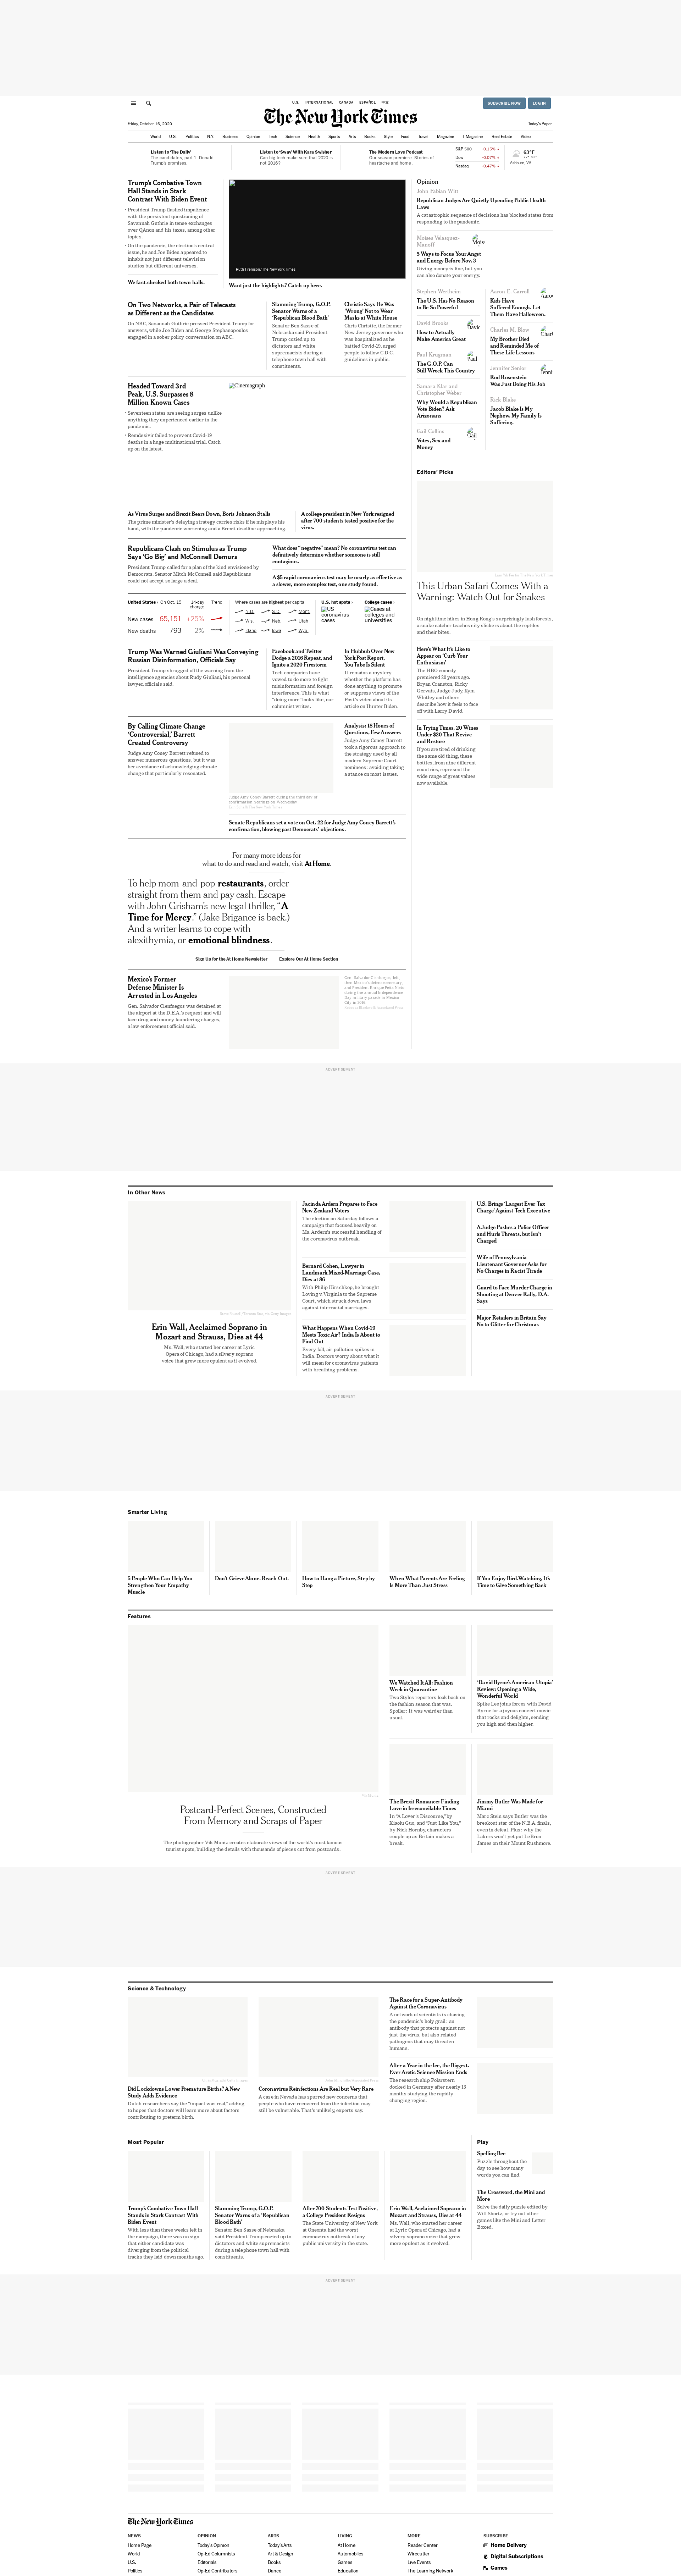 U.S. INTERNATIONAL CANADA ESPAÑOL 中文
SUBSCRIBE NOW
LOG IN
The New York Times
Friday, October 16, 2020
Today's Paper
World U.S. Politics N.Y. Business Opinion Tech Science Health Sports Arts Books Style Food Travel Magazine T Magazine Real Estate Video
Listen to 'The Daily'
The candidates, part 1: Donald
Trump's promises.
Listen to 'Sway' With Kara Swisher
Can big tech make sure that 2020 is
not 2016?
The Modern Love Podcast
Our season premiere: Stories of
heartache and home.
S&P 500 -0.15% ↓
Dow -0.07% ↓
Nasdaq -0.47% ↓
63°F
Ashburn, VA
Trump's Combative Town
Hall Stands in Stark
Contrast With Biden Event
• President Trump flashed impatience
with the persistent questioning of
Savannah Guthrie in tense exchanges
over QAnon and his taxes, among other
topics.
• On the pandemic, the election's central
issue, he and Joe Biden appeared to
inhabit not just different television
studios but different universes.
We fact-checked both town halls.
Ruth Fremson/The New York Times
Want just the highlights? Catch up here.
On Two Networks, a Pair of Telecasts
as Different as the Candidates
On NBC, Savannah Guthrie pressed President Trump for
answers, while Joe Biden and George Stephanopoulos
engaged in a sober policy conversation on ABC.
Slamming Trump, G.O.P.
Senator Warns of a
'Republican Blood Bath'
Senator Ben Sasse of
Nebraska said President
Trump cozied up to
dictators and white
supremacists during a
telephone town hall with
constituents.
Christie Says He Was
'Wrong' Not to Wear
Masks at White House
Chris Christie, the former
New Jersey governor who
was hospitalized as he
battled Covid-19, urged
people to follow C.D.C.
guidelines in public.
Headed Toward 3rd
Peak, U.S. Surpasses 8
Million Known Cases
• Seventeen states are seeing surges unlike
anything they experienced earlier in the
pandemic.
• Remdesivir failed to prevent Covid-19
deaths in a huge multinational trial. Catch
up on the latest.
Cinemagraph
As Virus Surges and Brexit Bears Down, Boris Johnson Stalls
The prime minister's delaying strategy carries risks if he misplays his
hand, with the pandemic worsening and a Brexit deadline approaching.
A college president in New York resigned
after 700 students tested positive for the
virus.
Republicans Clash on Stimulus as Trump
Says 'Go Big' and McConnell Demurs
President Trump called for a plan of the kind envisioned by
Democrats. Senator Mitch McConnell said Republicans
could not accept so large a deal.
What does "negative" mean? No coronavirus test can
definitively determine whether someone is still
contagious.
A $5 rapid coronavirus test may be nearly as effective as
a slower, more complex test, one study found.
United States › On Oct. 15 14-day change Trend
New cases 65,151 +25%
New deaths 793 –2%
Where cases are highest per capita
N.D. S.D. Mont.
Wis. Neb. Utah
Idaho Iowa Wyo.
U.S. hot spots ›
US coronavirus cases
College cases ›
Cases at colleges and universities
Trump Was Warned Giuliani Was Conveying
Russian Disinformation, Officials Say
President Trump shrugged off the warning from the
intelligence agencies about Rudy Giuliani, his personal
lawyer, officials said.
Facebook and Twitter
Dodge a 2016 Repeat, and
Ignite a 2020 Firestorm
Tech companies have
vowed to do more to fight
misinformation and foreign
interference. This is what
"doing more" looks like, our
columnist writes.
In Hubbub Over New
York Post Report,
YouTube Is Silent
It remains a mystery
whether the platform has
done anything to promote
or suppress views of the
Post's video about its
article on Hunter Biden.
By Calling Climate Change
'Controversial,' Barrett
Created Controversy
Judge Amy Coney Barrett refused to
answer numerous questions, but it was
her avoidance of acknowledging climate
change that particularly resonated.
Judge Amy Coney Barrett during the third day of
confirmation hearings on Wednesday.
Analysis: 18 Hours of
Questions, Few Answers
Judge Amy Coney Barrett
took a rigorous approach to
the strategy used by all
modern Supreme Court
nominees: avoiding taking
a stance on most issues.
Senate Republicans set a vote on Oct. 22 for Judge Amy Coney Barrett's
confirmation, blowing past Democrats' objections.
For many more ideas for
what to do and read and watch, visit At Home.
To help mom-and-pop restaurants, order
straight from them and pay cash. Escape
with John Grisham's new legal thriller, "A
Time for Mercy." (Jake Brigance is back.)
And a writer learns to cope with
alexithymia, or emotional blindness.
Sign Up for the At Home Newsletter
Explore Our At Home Section
Mexico's Former
Defense Minister Is
Arrested in Los Angeles
Gen. Salvador Cienfuegos was detained at
the airport at the D.E.A.'s request and will
face drug and money-laundering charges,
a law enforcement official said.
Gen. Salvador Cienfuegos, left,
then Mexico's defense secretary,
and President Enrique Peña Nieto
during the annual Independence
Day military parade in Mexico
City in 2016.
Opinion
John Fabian Witt
Republican Judges Are Quietly Upending Public Health
Laws
A catastrophic sequence of decisions has blocked states from
responding to the pandemic.
Moises Velasquez-
Manoff
5 Ways to Focus Your Angst
and Energy Before Nov. 3
Giving money is fine, but you
can also donate your energy.
Stephen Wertheim
The U.S. Has No Reason
to Be So Powerful
David Brooks
How to Actually
Make America Great
Paul Krugman
The G.O.P. Can
Still Wreck This Country
Samara Klar and
Christopher Weber
Why Would a Republican
Vote Biden? Ask
Arizonans
Gail Collins
Votes, Sex and
Money
Aaron E. Carroll
Kids Have
Suffered Enough. Let
Them Have Halloween.
Charles M. Blow
My Brother Died
and Reminded Me of
These Life Lessons
Jennifer Senior
Rod Rosenstein
Was Just Doing His Job
Rick Blake
Jacob Blake Is My
Nephew. My Family Is
Suffering.
Editors' Picks
This Urban Safari Comes With a
Warning: Watch Out for Snakes
On nighttime hikes in Hong Kong's surprisingly lush forests,
a snake catcher teaches city slickers about the reptiles —
and their bites.
Here's What It's Like to
Appear on 'Curb Your
Enthusiasm'
The HBO comedy
premiered 20 years ago.
Bryan Cranston, Ricky
Gervais, Judge Judy, Kym
Whitley and others
describe how it feels to face
off with Larry David.
In Trying Times, 20 Wines
Under $20 That Revive
and Restore
If you are tired of drinking
the same old thing, these
bottles, from nine different
countries, represent the
wide range of great values
now available.
ADVERTISEMENT
In Other News
Erin Wall, Acclaimed Soprano in
Mozart and Strauss, Dies at 44
Ms. Wall, who started her career at Lyric
Opera of Chicago, had a silvery soprano
voice that grew more opulent as it evolved.
Jacinda Ardern Prepares to Face
New Zealand Voters
The election on Saturday follows a
campaign that focused heavily on
Ms. Ardern's successful handling of
the coronavirus outbreak.
Bernard Cohen, Lawyer in
Landmark Mixed-Marriage Case,
Dies at 86
With Philip Hirschkop, he brought
Loving v. Virginia to the Supreme
Court, which struck down laws
against interracial marriages.
What Happens When Covid-19
Meets Toxic Air? India Is About to
Find Out
Every fall, air pollution spikes in
India. Doctors worry about what it
will mean for coronavirus patients
with breathing problems.
U.S. Brings 'Largest Ever Tax
Charge' Against Tech Executive
A Judge Pushes a Police Officer
and Hurls Threats, but Isn't
Charged
Wife of Pennsylvania
Lieutenant Governor Asks for
No Charges in Racist Tirade
Guard to Face Murder Charge in
Shooting at Denver Rally, D.A.
Says
Major Retailers in Britain Say
No to Glitter for Christmas
ADVERTISEMENT
Smarter Living
5 People Who Can Help You
Strengthen Your Empathy
Muscle
Don't Grieve Alone. Reach Out.
How to Hang a Picture, Step by
Step
When What Parents Are Feeling
Is More Than Just Stress
If You Enjoy Bird-Watching, It's
Time to Give Something Back
Features
Postcard-Perfect Scenes, Constructed
From Memory and Scraps of Paper
The photographer Vik Muniz creates elaborate views of the world's most famous
tourist spots, building the details with thousands of pieces cut from postcards.
We Watched It All: Fashion
Week in Quarantine
Two Styles reporters look back on
the fashion season that was.
Spoiler: It was weirder than
usual.
'David Byrne's American Utopia'
Review: Opening a Wide,
Wonderful World
Spike Lee joins forces with David
Byrne for a joyous concert movie
that rocks and delights, sending
you high and then higher.
The Brexit Romance: Finding
Love in Irreconcilable Times
In "A Lover's Discourse," by
Xiaolu Guo, and "Just Like You,"
by Nick Hornby, characters
couple up as Britain makes a
break.
Jimmy Butler Was Made for
Miami
Marc Stein says Butler was the
breakout star of the N.B.A. finals,
even in defeat. Plus: why the
Lakers won't yet put LeBron
James on their Mount Rushmore.
ADVERTISEMENT
Science & Technology
Did Lockdowns Lower Premature Births? A New
Study Adds Evidence
Dutch researchers say the "impact was real," adding
to hopes that doctors will learn more about factors
contributing to preterm birth.
Coronavirus Reinfections Are Real but Very Rare
A case in Nevada has spurred new concerns that
people who have recovered from the infection may
still be vulnerable. That's unlikely, experts say.
The Race for a Super-Antibody
Against the Coronavirus
A network of scientists is chasing
the pandemic's holy grail: an
antibody that protects against not
just the virus, but also related
pathogens that may threaten
humans.
After a Year in the Ice, the Biggest-
Ever Arctic Science Mission Ends
The research ship Polarstern
docked in Germany after nearly 13
months studying the rapidly
changing region.
Most Popular
Trump's Combative Town Hall
Stands in Stark Contrast With
Biden Event
With less than three weeks left in
the campaign, there was no sign
that either candidate was
diverging from the political
tracks they laid down months ago.
Slamming Trump, G.O.P.
Senator Warns of a 'Republican
Blood Bath'
Senator Ben Sasse of Nebraska
said President Trump cozied up to
dictators and white supremacists
during a telephone town hall with
constituents.
After 700 Students Test Positive,
a College President Resigns
The State University of New York
at Oneonta had the worst
coronavirus outbreak of any
public university in the state.
Erin Wall, Acclaimed Soprano in
Mozart and Strauss, Dies at 44
Ms. Wall, who started her career
at Lyric Opera of Chicago, had a
silvery soprano voice that grew
more opulent as it evolved.
Play
Spelling Bee
Puzzle throughout the
day to see how many
words you can find.
The Crossword, the Mini and
More
Solve the daily puzzle edited by
Will Shortz, or try out other
games like the Mini and Letter
Boxed.
ADVERTISEMENT
The New York Times
NEWS
Home Page
World
U.S.
Politics
OPINION
Today's Opinion
Op-Ed Columnists
Editorials
Op-Ed Contributors
ARTS
Today's Arts
Art & Design
Books
Dance
LIVING
At Home
Automobiles
Games
Education
MORE
Reader Center
Wirecutter
Live Events
The Learning Network
SUBSCRIBE
Home Delivery
Digital Subscriptions
Games